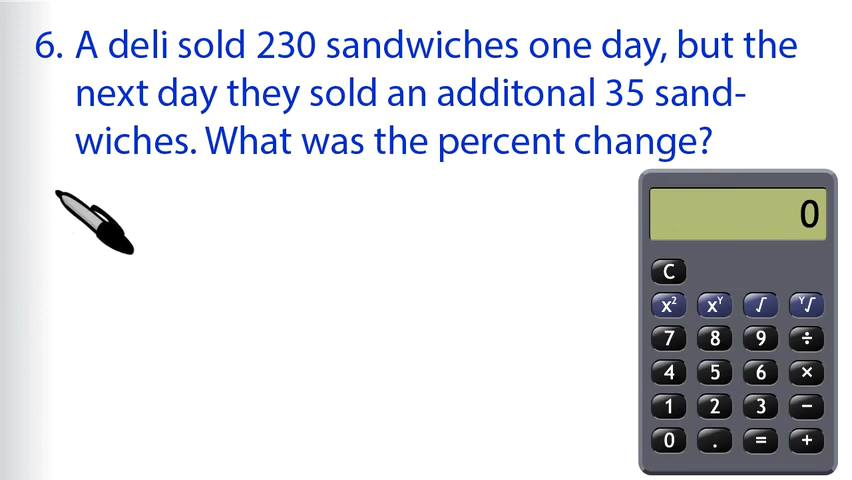 6. A deli sold 230 sandwiches one day, but the
next day they sold an additonal 35 sand-
wiches. What was the percent change?
0
C
x² xʸ √ ʸ√
7 8 9 ÷
4 5 6 ×
1 2 3 −
0 . = +